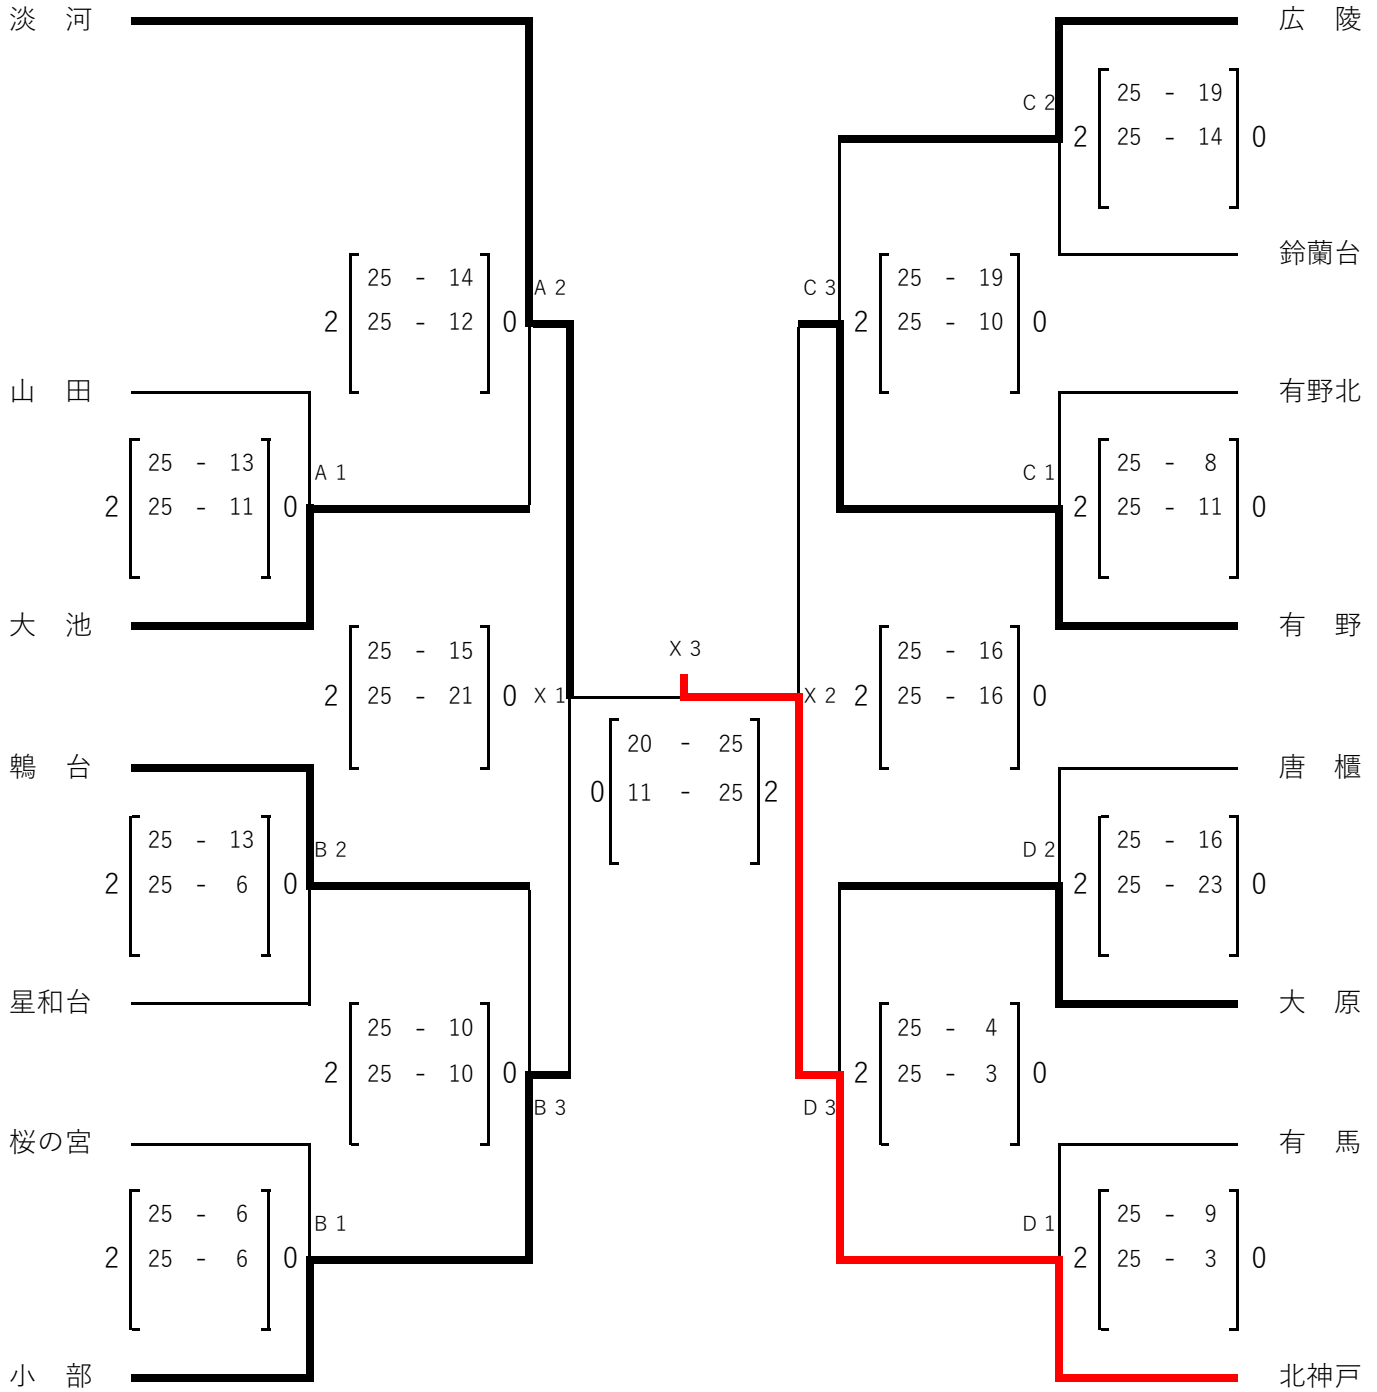 淡　河
広　陵
C 2
25 - 19
2 25 - 14 0
鈴蘭台
25 - 14
A 2
2 25 - 12 0
C 3
25 - 19
2 25 - 10 0
山　田
有野北
25 - 13
A 1
2 25 - 11 0
C 1
25 - 8
2 25 - 11 0
大　池
有　野
25 - 15
2 25 - 21 0
X 1
X 3
X 2
25 - 16
2 25 - 16 0
20 - 25
0 11 - 25 2
鵯　台
唐　櫃
25 - 13
B 2
2 25 - 6 0
D 2
25 - 16
2 25 - 23 0
星和台
大　原
25 - 10
2 25 - 10 0
B 3
25 - 4
2 25 - 3 0
D 3
桜の宮
有　馬
25 - 6
B 1
2 25 - 6 0
D 1
25 - 9
2 25 - 3 0
小　部
北神戸